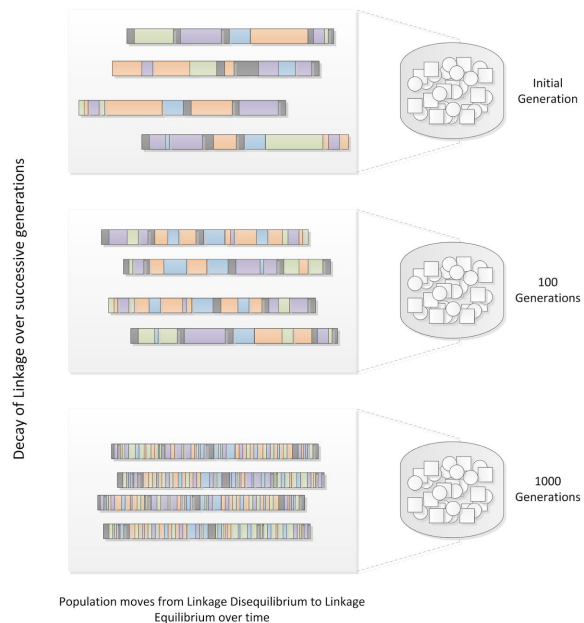 Decay of Linkage over successive generations
Initial
Generation
100
Generations
1000
Generations
Population moves from Linkage Disequilibrium to Linkage
Equilibrium over time